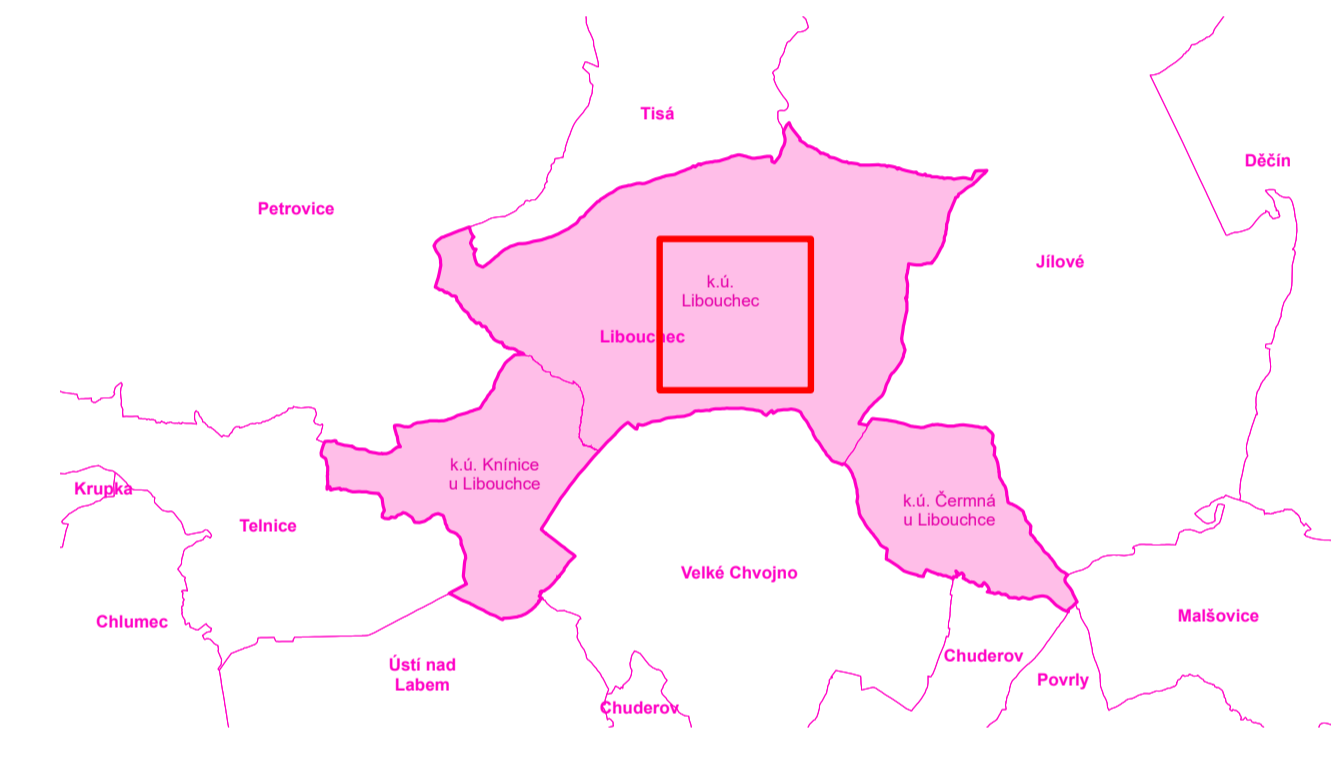 Tisá
Děčín
Petrovice
Jílové
k.ú.
Libouchec
Libouchec
k.ú. Knínice
u Libouchce
Krupka
k.ú. Čermná
u Libouchce
Telnice
Velké Chvojno
Malšovice
Chlumec
Chuderov
Ústí nad
Labem
Povrly
Chuderov